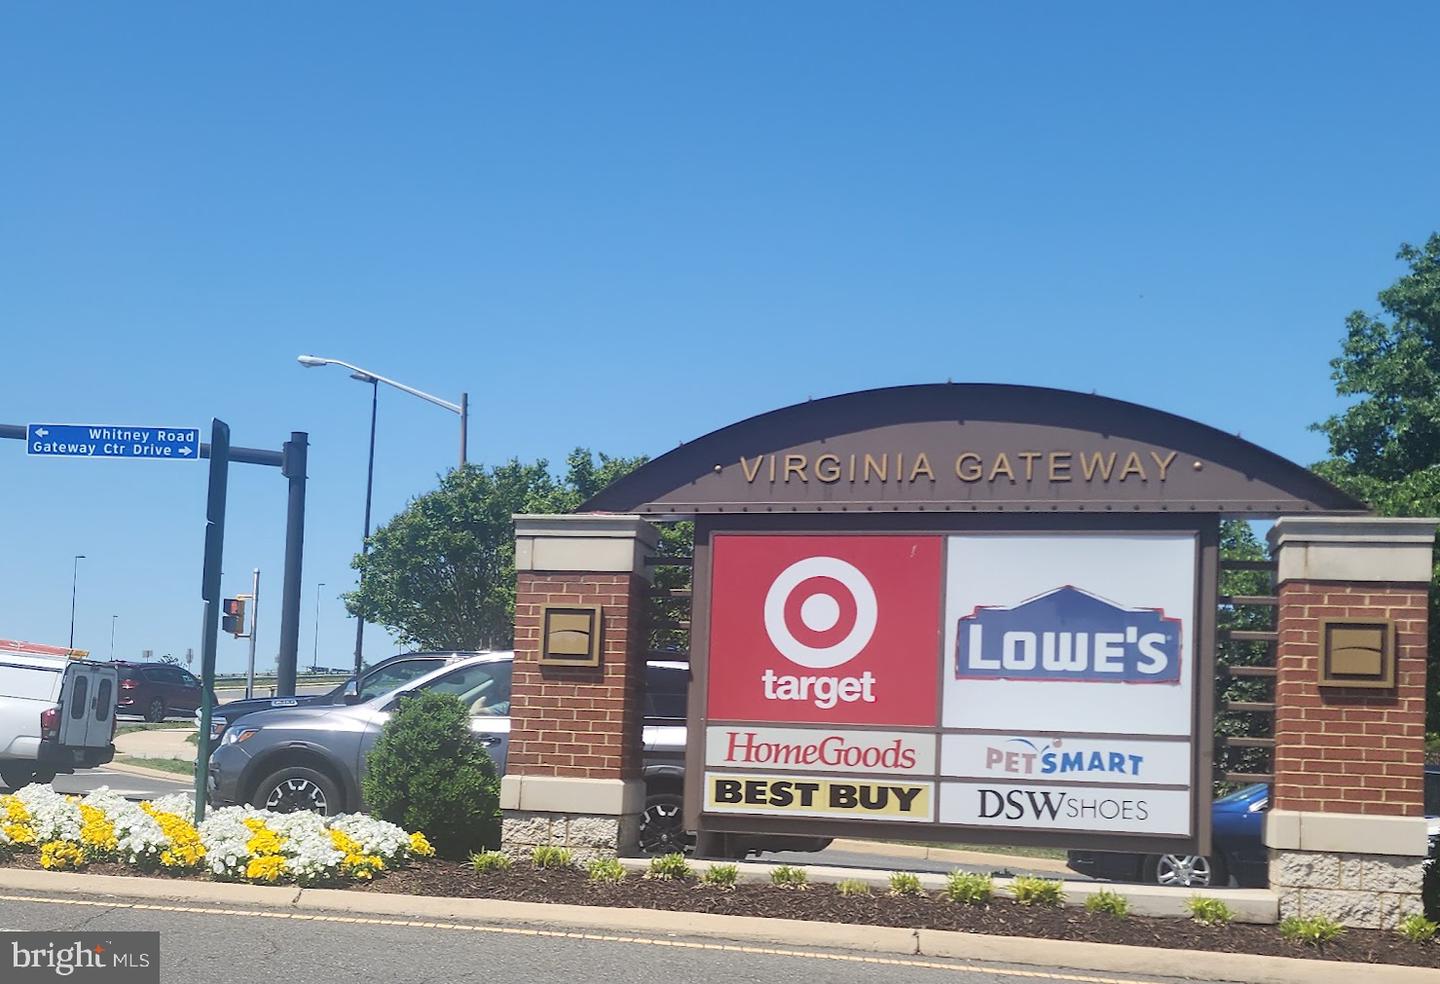 Whitney Road
Gateway Ctr Drive
VIRGINIA GATEWAY
target
LOWE'S
HomeGoods
PETSMART
BEST BUY
DSW SHOES
bright MLS